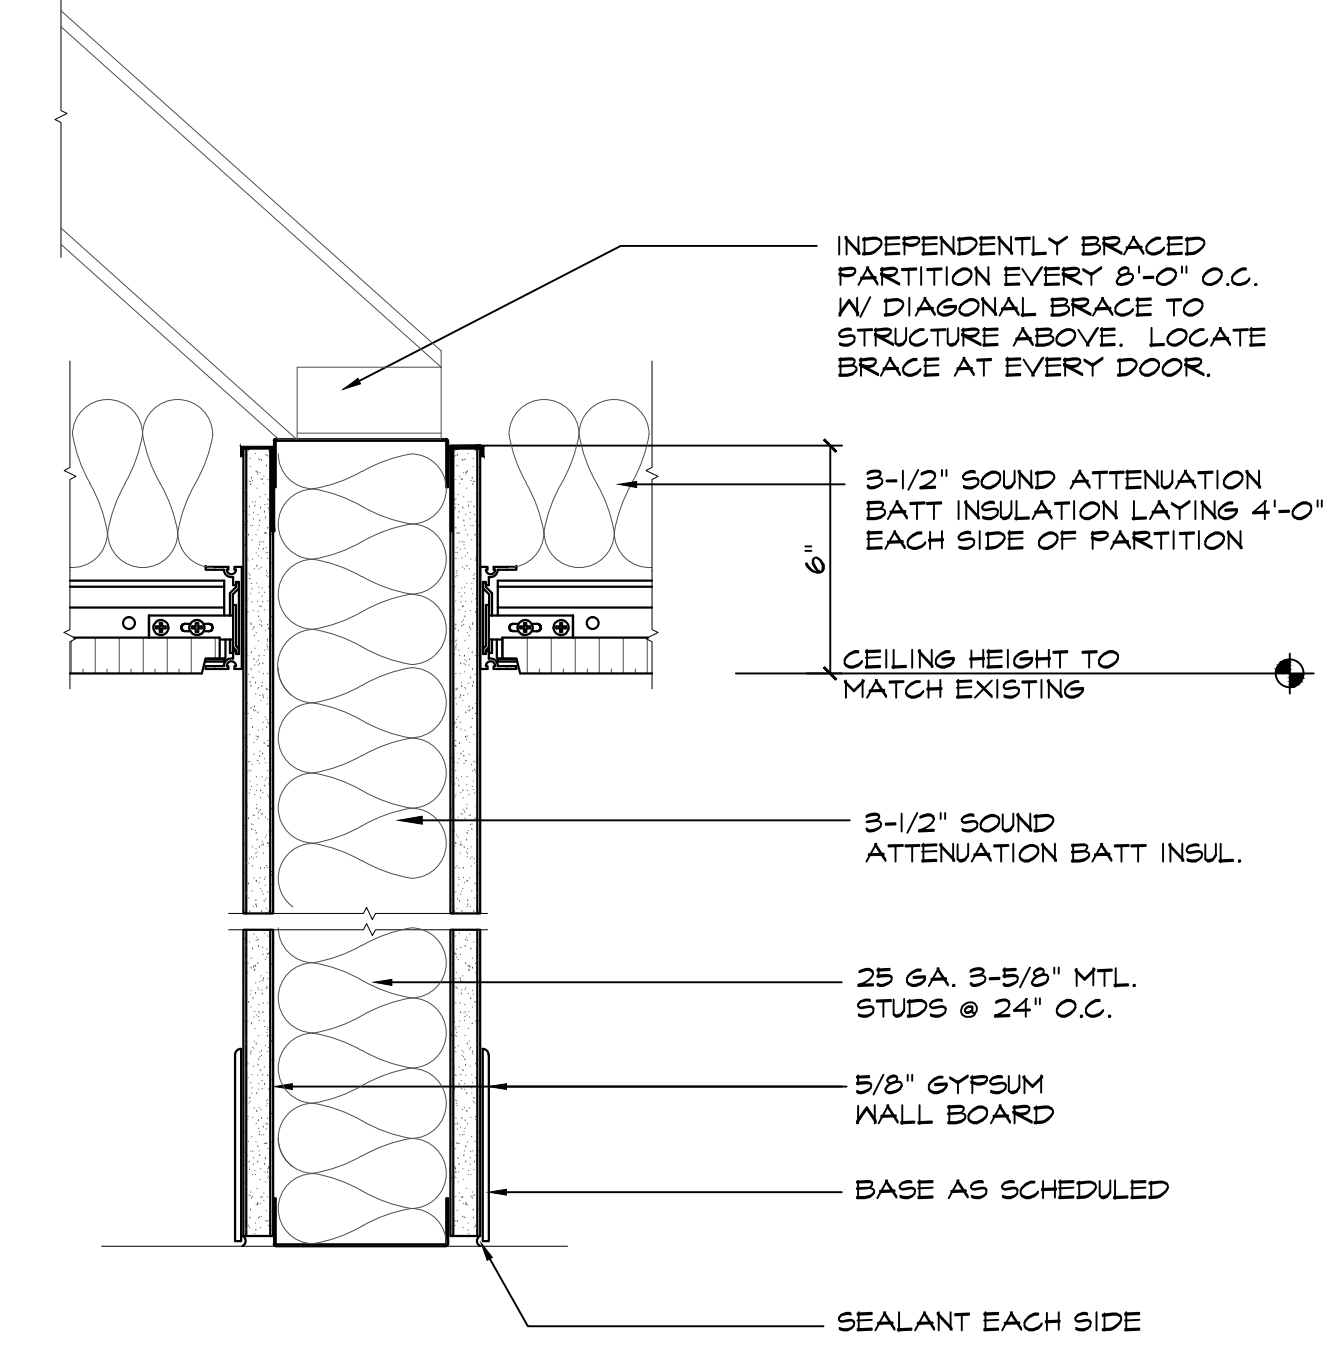 INDEPENDENTLY BRACED
PARTITION EVERY 8'-0" O.C.
W/ DIAGONAL BRACE TO
STRUCTURE ABOVE.  LOCATE
BRACE AT EVERY DOOR.
3-1/2" SOUND ATTENUATION
BATT INSULATION LAYING 4'-0"
EACH SIDE OF PARTITION
6"
CEILING HEIGHT TO
MATCH EXISTING
3-1/2" SOUND
ATTENUATION BATT INSUL.
25 GA. 3-5/8" MTL.
STUDS @ 24" O.C.
5/8" GYPSUM
WALL BOARD
BASE AS SCHEDULED
SEALANT EACH SIDE